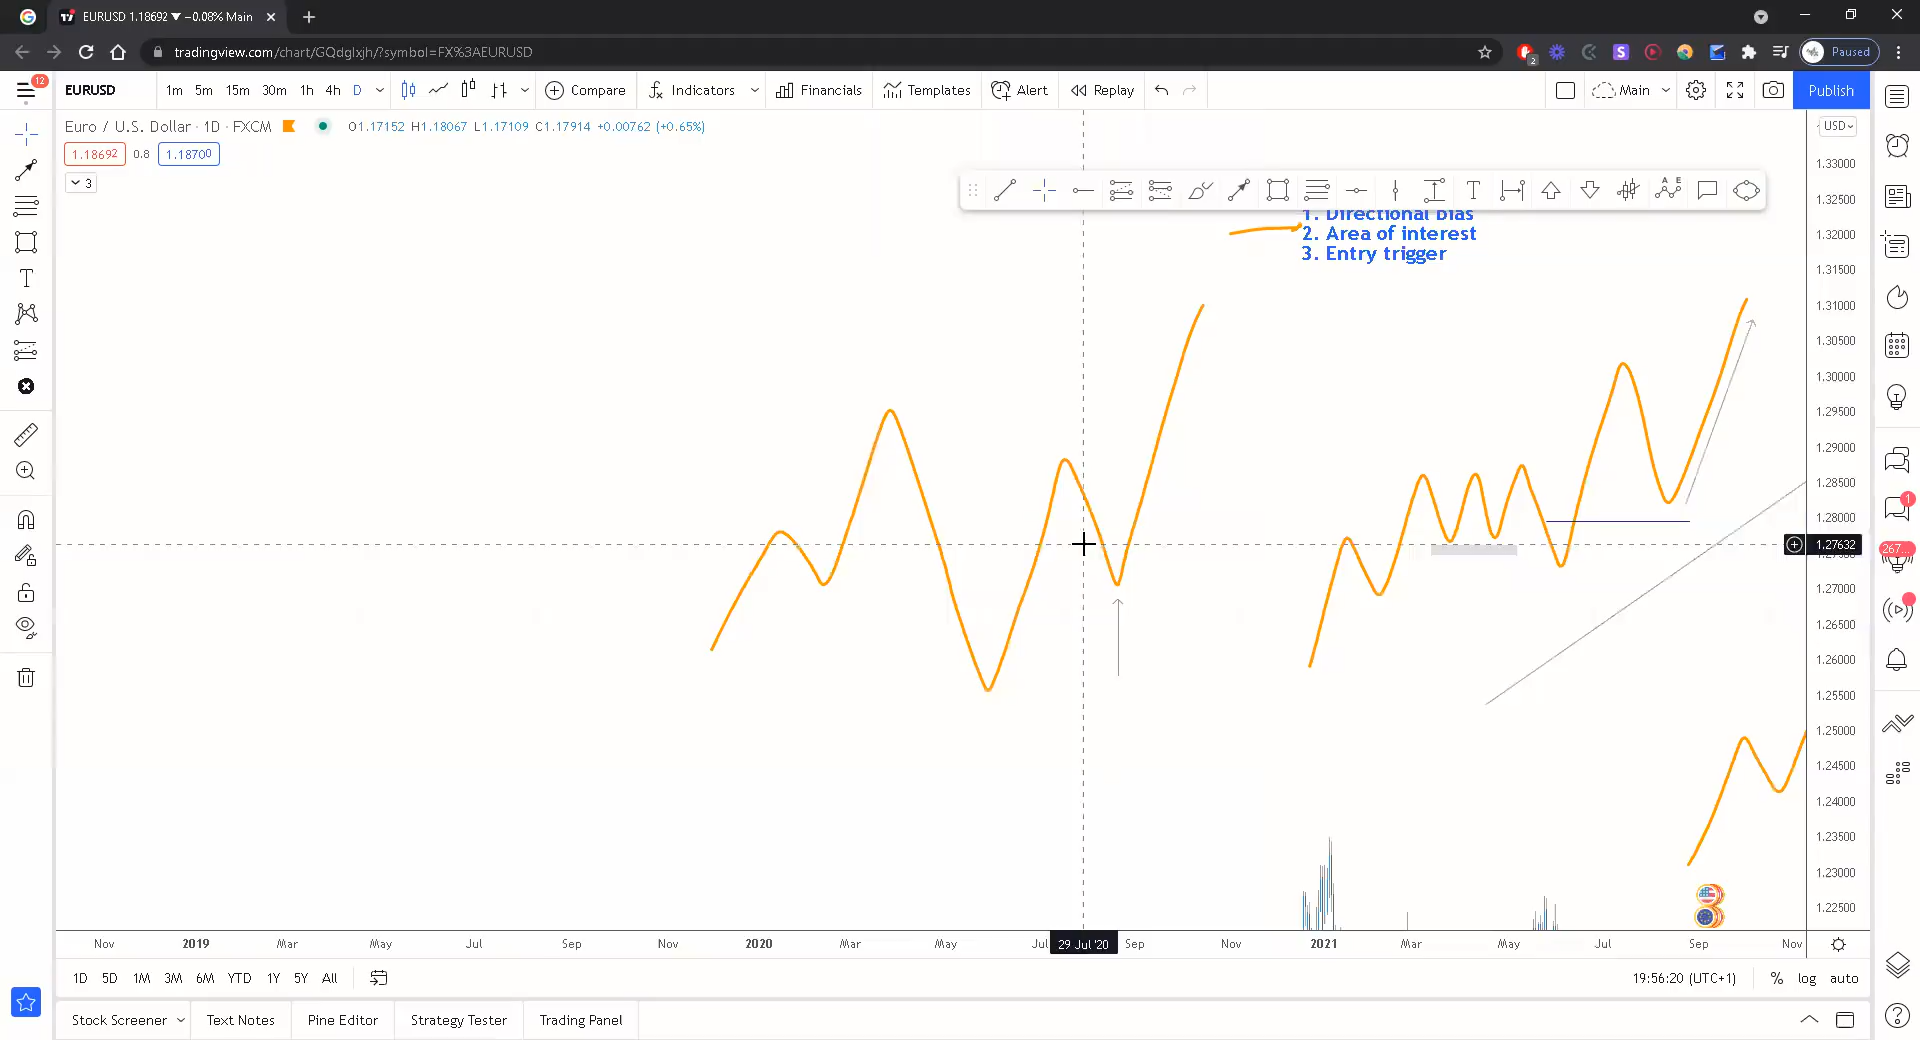 EURUSD 1.18692 ▼ −0.08% Main
tradingview.com/chart/GQdglxjh/?symbol=FX%3AEURUSD
2
Paused
12
EURUSD 1m 5m 15m 30m 1h 4h D Compare Indicators Financials Templates Alert Replay Main Publish
Euro / U.S. Dollar · 1D · FXCM O1.17152 H1.18067 L1.17109 C1.17914 +0.00762 (+0.65%)
USD
1.18692 0.8 1.18700
3
T
1. Directional bias
2. Area of interest
3. Entry trigger
1.33000
1.32500
1.32000
1.31500
1.31000
1.30500
1.30000
1.29500
1.29000
1.28500
1.28000
1.27632
1.27000
1.26500
1.26000
1.25500
1.25000
1.24500
1.24000
1.23500
1.23000
1.22500
1
267...
Nov 2019 Mar May Jul Sep Nov 2020 Mar May Jul 29 Jul '20 Sep Nov 2021 Mar May Jul Sep Nov
1D 5D 1M 3M 6M YTD 1Y 5Y All 19:56:20 (UTC+1) % log auto
Stock Screener Text Notes Pine Editor Strategy Tester Trading Panel